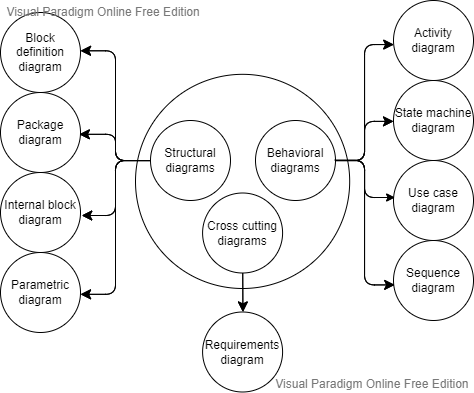 Visual Paradigm Online Free Edition
Block
definition
diagram
Package
diagram
Internal block
diagram
Parametric
diagram
Structural
diagrams
Behavioral
diagrams
Cross cutting
diagrams
Requirements
diagram
Activity
diagram
State machine
diagram
Use case
diagram
Sequence
diagram
Visual Paradigm Online Free Edition